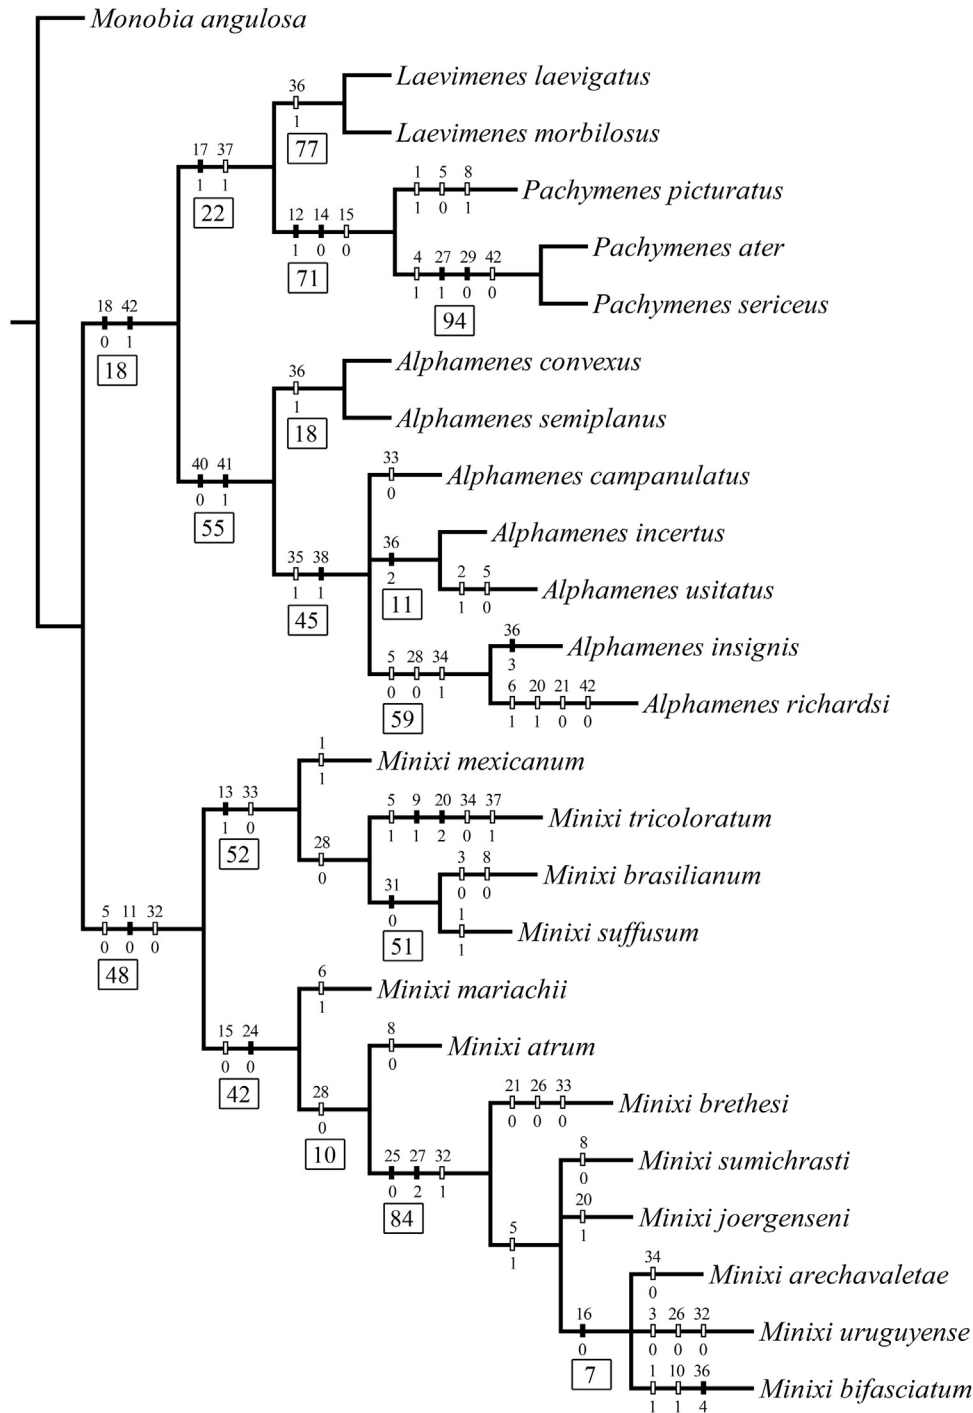 Monobia angulosa
Laevimenes laevigatus
36
1
77
Laevimenes morbilosus
17 37
1 1
22
1 5 8
1 0 1
Pachymenes picturatus
12 14 15
1 0 0
71
Pachymenes ater
4 27 29 42
1 1 0 0
94
Pachymenes sericeus
18 42
0 1
18
Alphamenes convexus
36
1
18
Alphamenes semiplanus
40 41
0 1
55
33
0
Alphamenes campanulatus
Alphamenes incertus
36
2
11
2 5
1 0
Alphamenes usitatus
35 38
1 1
45
36
3
Alphamenes insignis
5 28 34
0 0 1
59
6 20 21 42
1 1 0 0
Alphamenes richardsi
1
1
Minixi mexicanum
13 33
1 0
52
5 9 20 34 37
1 1 2 0 1
Minixi tricoloratum
28
0
3 8
0 0
Minixi brasilianum
31
0
51
1
1
Minixi suffusum
5 11 32
0 0 0
48
6
1
Minixi mariachii
15 24
0 0
42
8
0
Minixi atrum
28
0
10
21 26 33
0 0 0
Minixi brethesi
25 27 32
0 2 1
84
8
0
Minixi sumichrasti
20
1
Minixi joergenseni
5
1
34
0
Minixi arechavaletae
16
0
7
3 26 32
0 0 0
Minixi uruguyense
1 10 36
1 1 4
Minixi bifasciatum